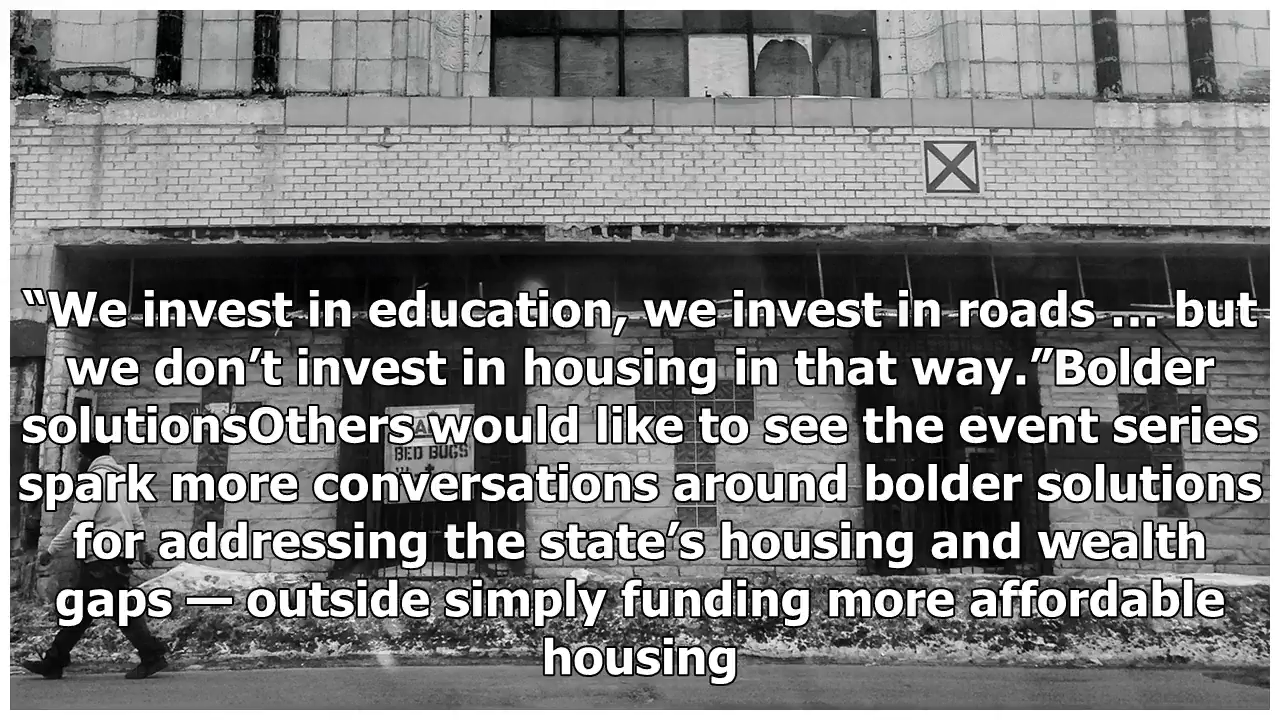 “We invest in education, we invest in roads ... but
we don’t invest in housing in that way.”Bolder
solutionsOthers would like to see the event series
spark more conversations around bolder solutions
for addressing the state’s housing and wealth
gaps — outside simply funding more affordable
housing
BED BUGS